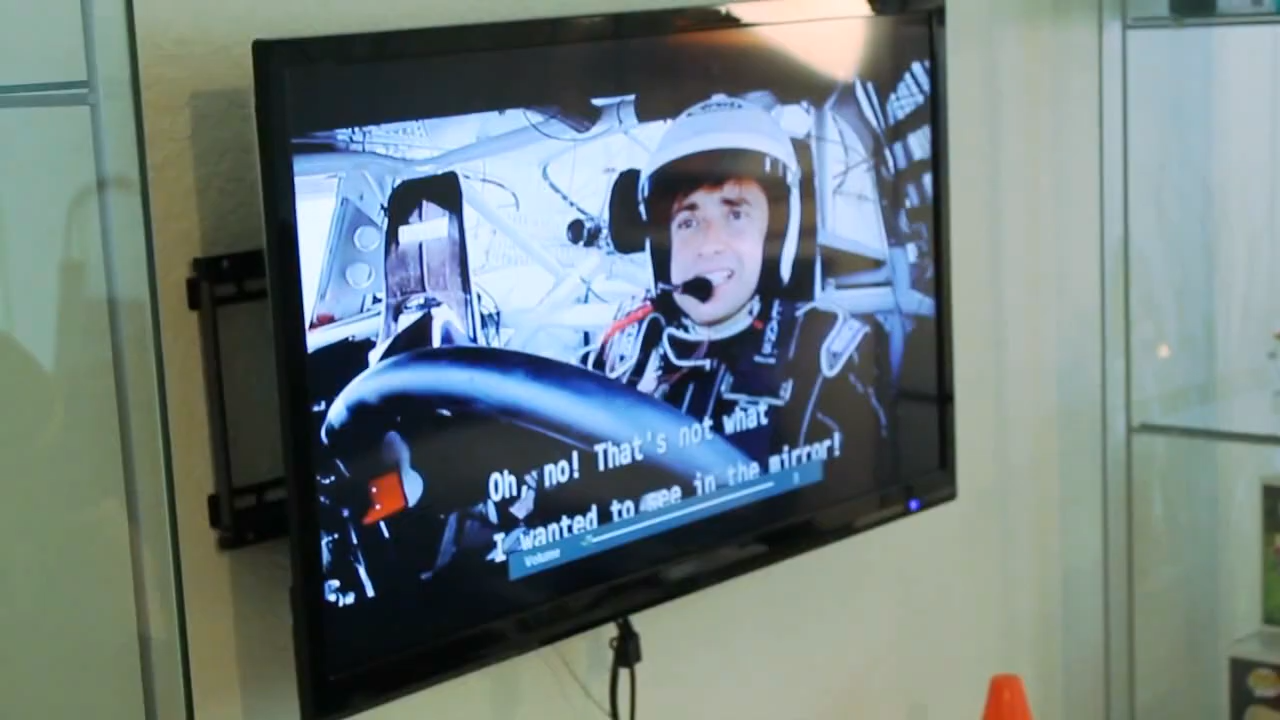 Oh, no! That's not what
I wanted to see in the mirror!
Volume